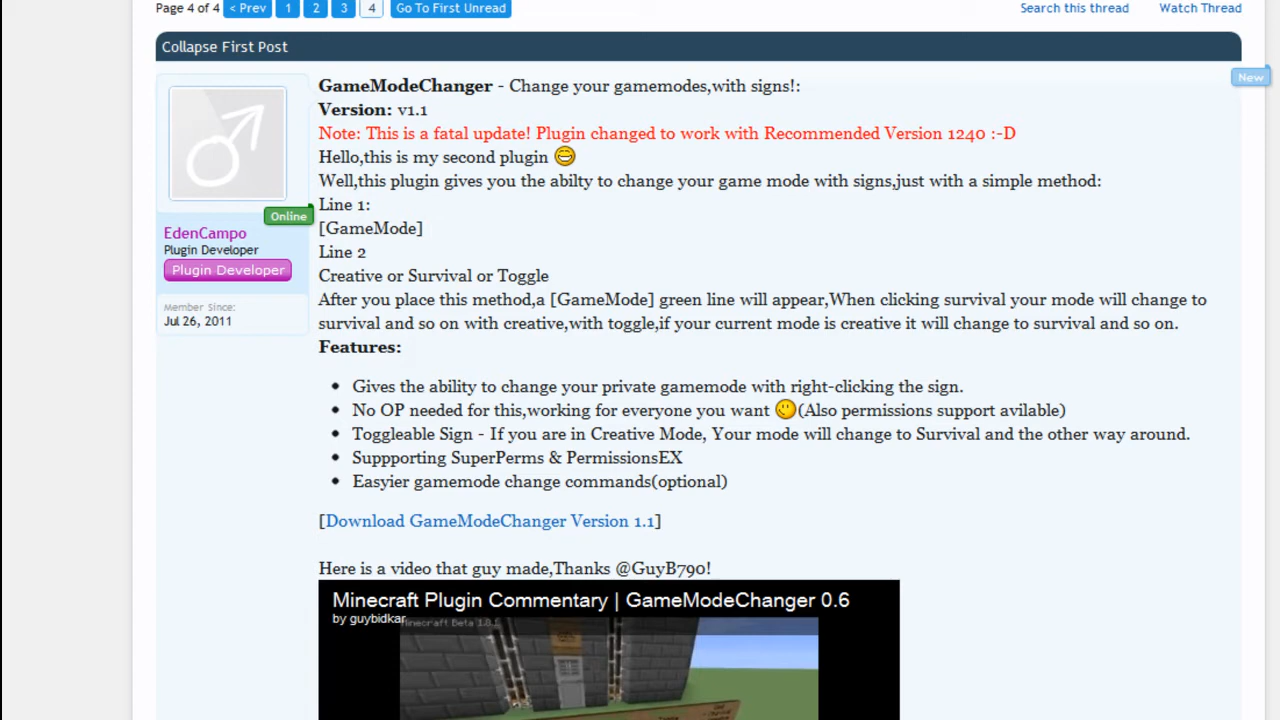 Page 4 of 4 < Prev 1 2 3 4 Go To First Unread Search this thread Watch Thread
Collapse First Post
New
GameModeChanger - Change your gamemodes,with signs!:
Version: v1.1
Note: This is a fatal update! Plugin changed to work with Recommended Version 1240 :-D
Hello,this is my second plugin
Well,this plugin gives you the abilty to change your game mode with signs,just with a simple method:
Line 1:
[GameMode]
Line 2
Creative or Survival or Toggle
After you place this method,a [GameMode] green line will appear,When clicking survival your mode will change to
survival and so on with creative,with toggle,if your current mode is creative it will change to survival and so on.
Features:
Gives the ability to change your private gamemode with right-clicking the sign.
No OP needed for this,working for everyone you want (Also permissions support avilable)
Toggleable Sign - If you are in Creative Mode, Your mode will change to Survival and the other way around.
Suppporting SuperPerms & PermissionsEX
Easyier gamemode change commands(optional)
[Download GameModeChanger Version 1.1]
Here is a video that guy made,Thanks @GuyB790!
Minecraft Plugin Commentary | GameModeChanger 0.6
by guybidkar
Minecraft Beta 1.8.1
Online
EdenCampo
Plugin Developer
Plugin Developer
Member Since:
Jul 26, 2011